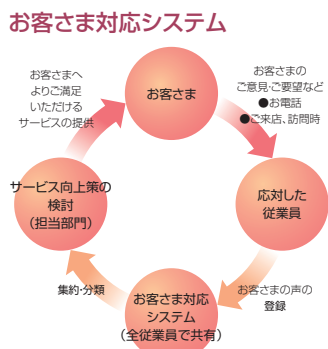 お客さま対応システム
お客さまへ
よりご満足
いただける
サービスの提供
お客さま
お客さまの
ご意見・ご要望など
●お電話
●ご来店、訪問時
サービス向上策の
検討
（担当部門）
応対した
従業員
集約・分類
お客さま対応
システム
（全従業員で共有）
お客さまの声の
登録